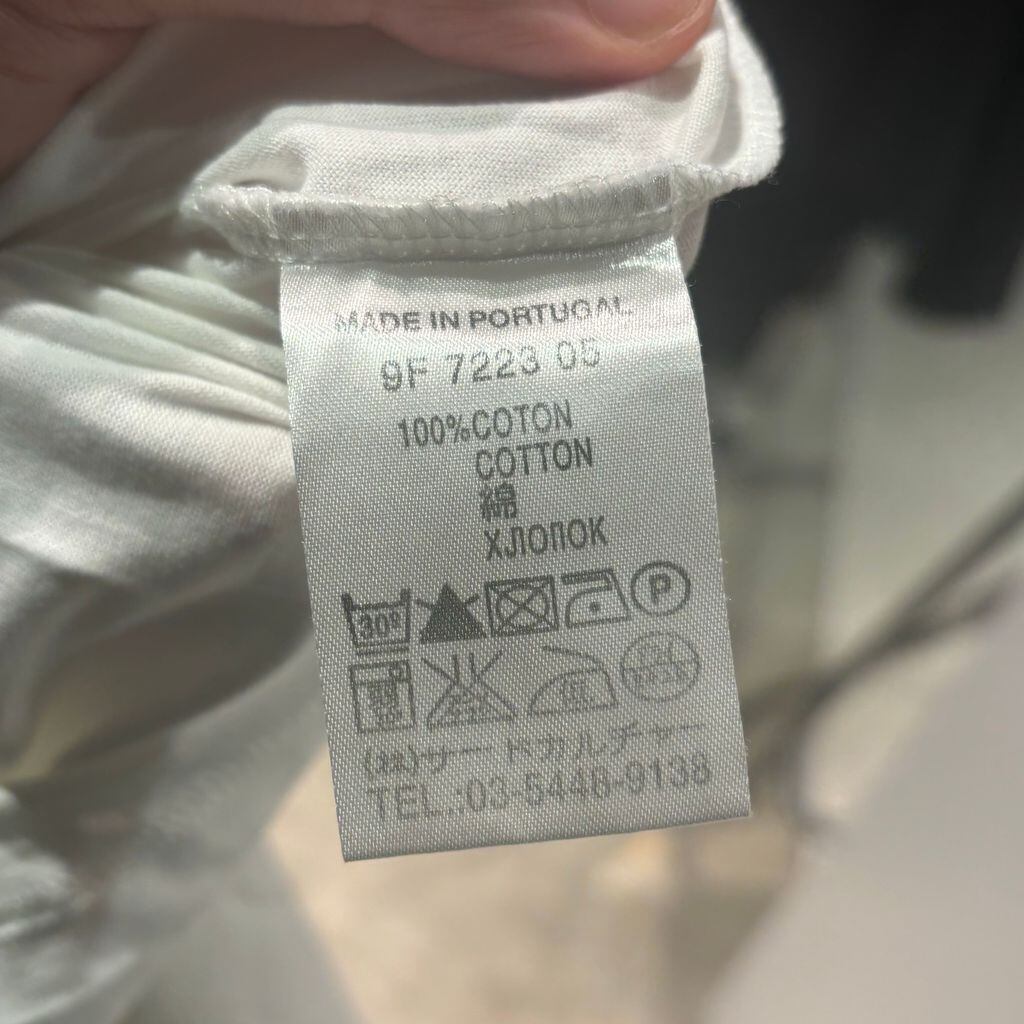 MADE IN PORTUGAL
9F 7223 05
100%COTON
COTTON
綿
ХЛОПОК
30º P
(株)サードカルチャー
TEL.:03-5448-9138